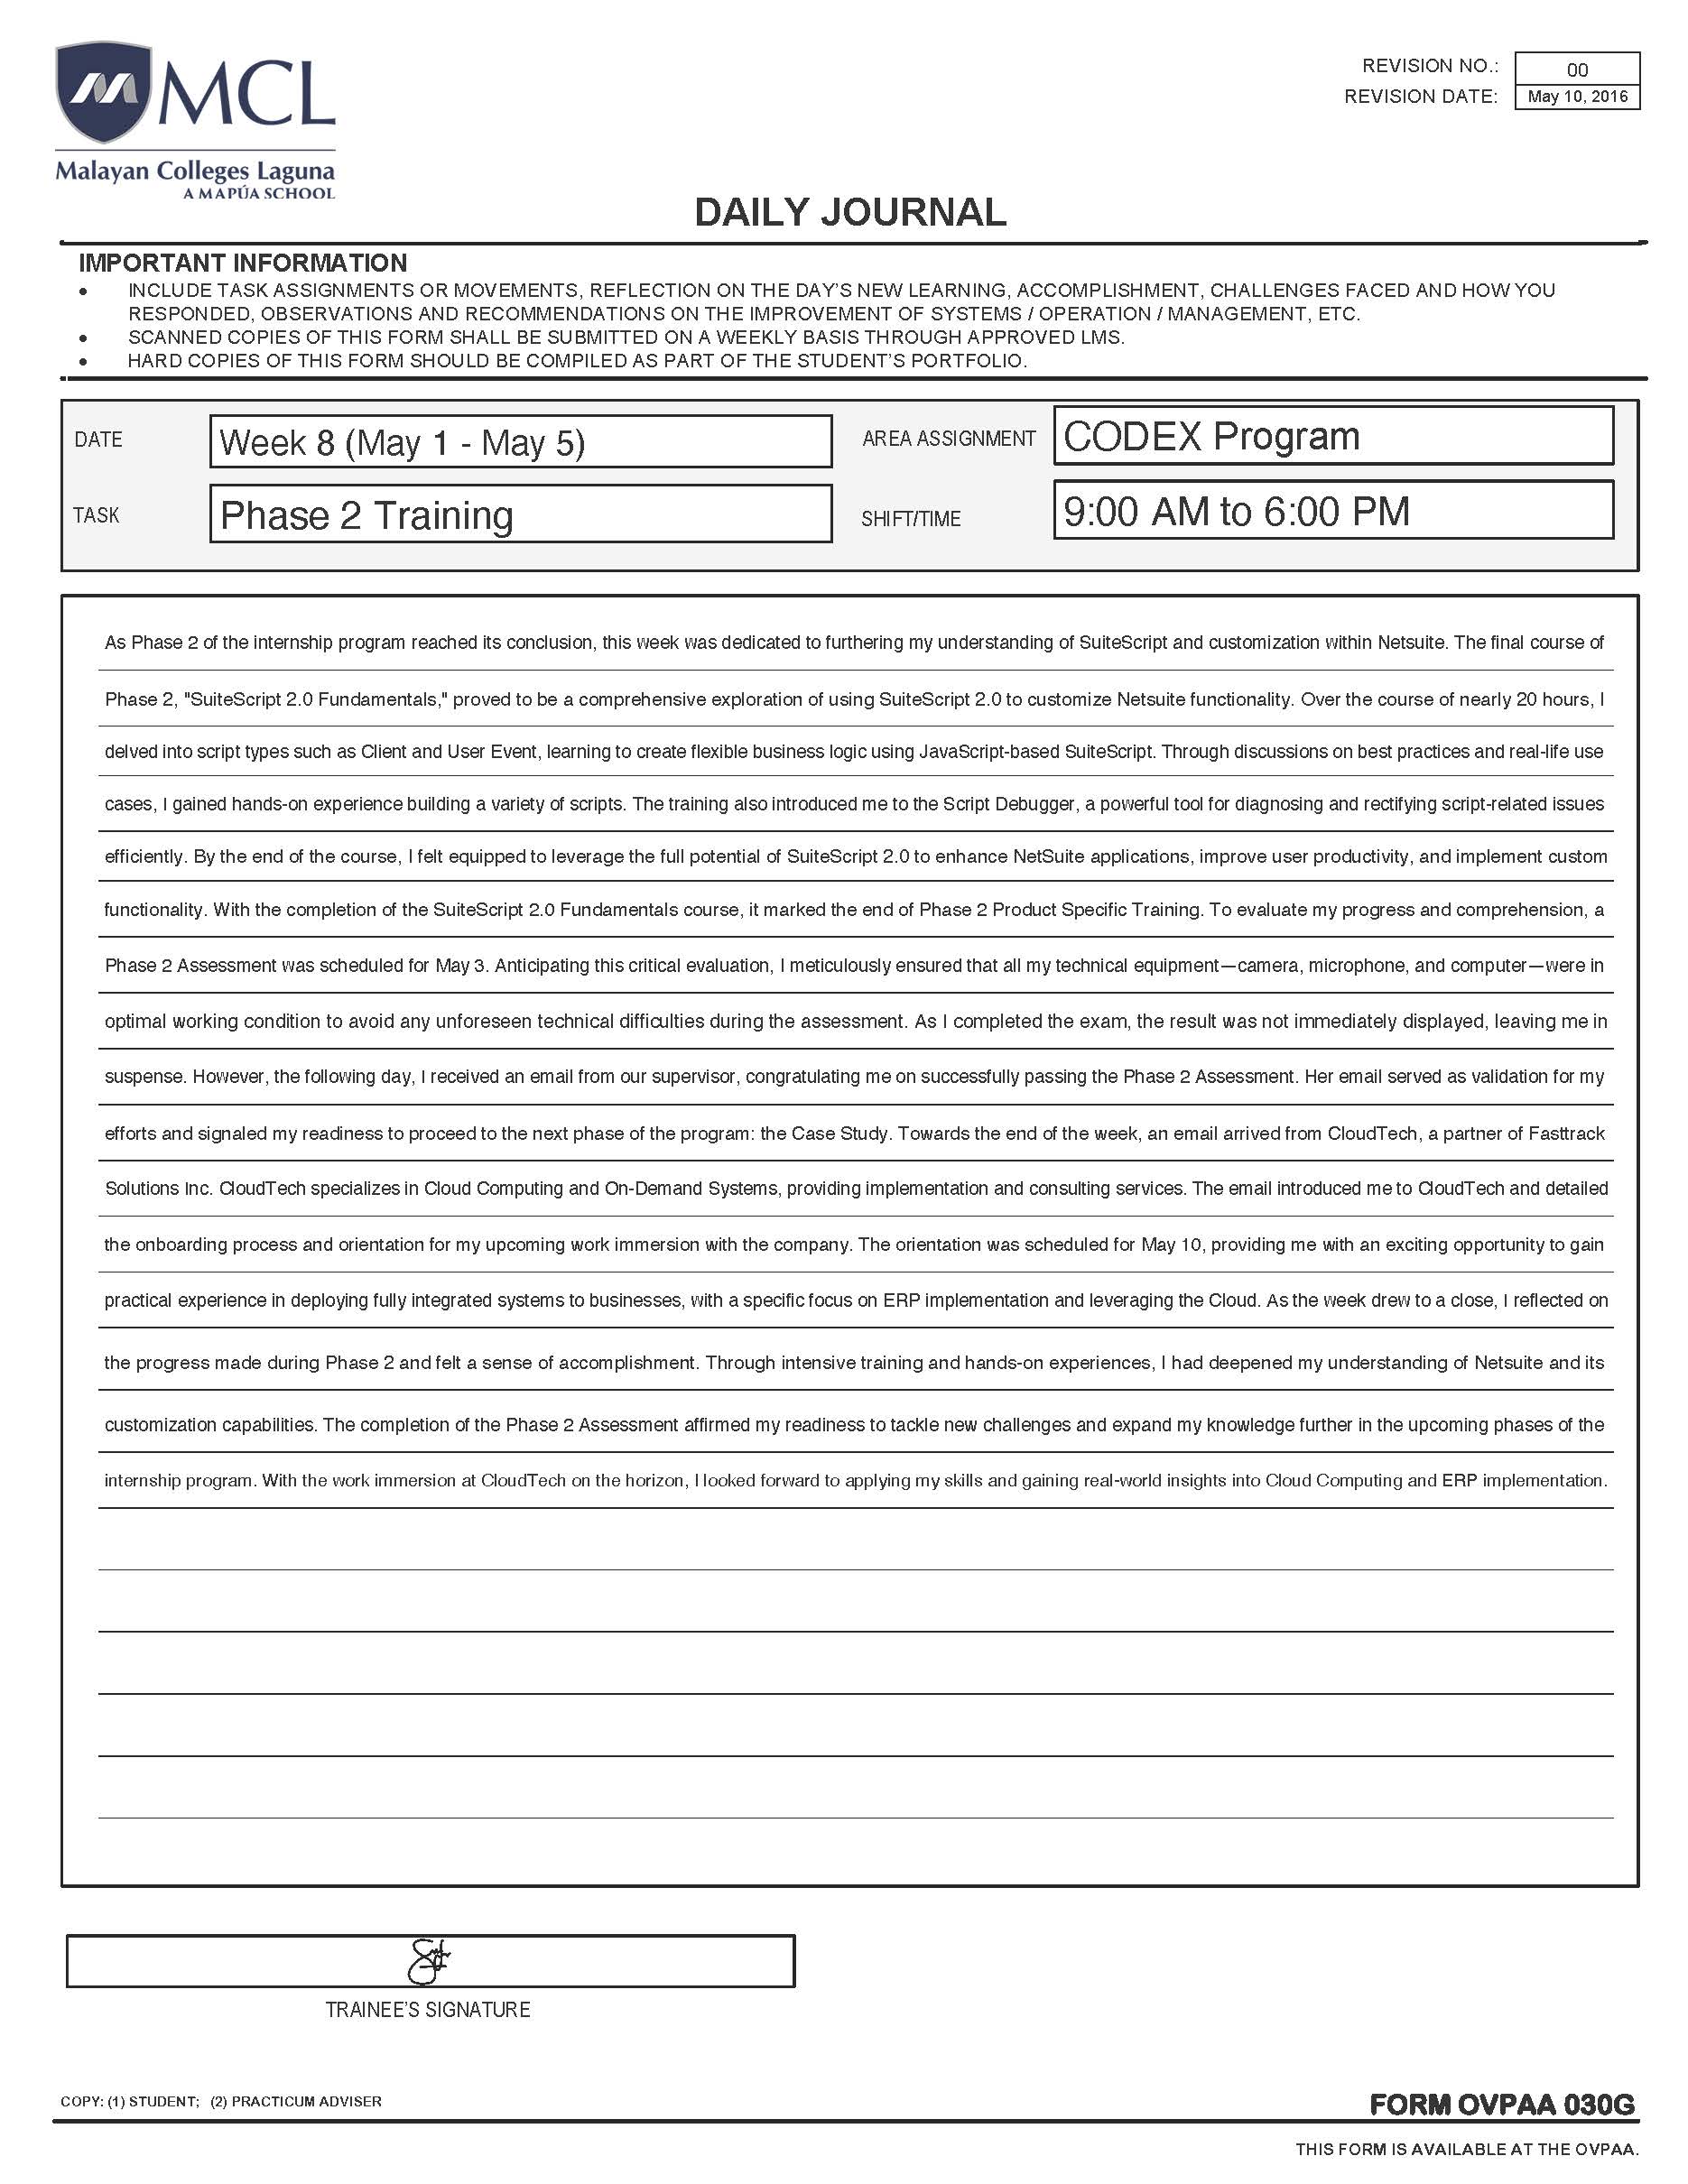 MCL
Malayan Colleges Laguna
A MAPÚA SCHOOL
REVISION NO.: 00
REVISION DATE: May 10, 2016
DAILY JOURNAL
IMPORTANT INFORMATION
• INCLUDE TASK ASSIGNMENTS OR MOVEMENTS, REFLECTION ON THE DAY'S NEW LEARNING, ACCOMPLISHMENT, CHALLENGES FACED AND HOW YOU
RESPONDED, OBSERVATIONS AND RECOMMENDATIONS ON THE IMPROVEMENT OF SYSTEMS / OPERATION / MANAGEMENT, ETC.
• SCANNED COPIES OF THIS FORM SHALL BE SUBMITTED ON A WEEKLY BASIS THROUGH APPROVED LMS.
• HARD COPIES OF THIS FORM SHOULD BE COMPILED AS PART OF THE STUDENT'S PORTFOLIO.
DATE Week 8 (May 1 - May 5) AREA ASSIGNMENT CODEX Program
TASK Phase 2 Training SHIFT/TIME 9:00 AM to 6:00 PM
As Phase 2 of the internship program reached its conclusion, this week was dedicated to furthering my understanding of SuiteScript and customization within Netsuite. The final course of
Phase 2, "SuiteScript 2.0 Fundamentals," proved to be a comprehensive exploration of using SuiteScript 2.0 to customize Netsuite functionality. Over the course of nearly 20 hours, I
delved into script types such as Client and User Event, learning to create flexible business logic using JavaScript-based SuiteScript. Through discussions on best practices and real-life use
cases, I gained hands-on experience building a variety of scripts. The training also introduced me to the Script Debugger, a powerful tool for diagnosing and rectifying script-related issues
efficiently. By the end of the course, I felt equipped to leverage the full potential of SuiteScript 2.0 to enhance NetSuite applications, improve user productivity, and implement custom
functionality. With the completion of the SuiteScript 2.0 Fundamentals course, it marked the end of Phase 2 Product Specific Training. To evaluate my progress and comprehension, a
Phase 2 Assessment was scheduled for May 3. Anticipating this critical evaluation, I meticulously ensured that all my technical equipment—camera, microphone, and computer—were in
optimal working condition to avoid any unforeseen technical difficulties during the assessment. As I completed the exam, the result was not immediately displayed, leaving me in
suspense. However, the following day, I received an email from our supervisor, congratulating me on successfully passing the Phase 2 Assessment. Her email served as validation for my
efforts and signaled my readiness to proceed to the next phase of the program: the Case Study. Towards the end of the week, an email arrived from CloudTech, a partner of Fasttrack
Solutions Inc. CloudTech specializes in Cloud Computing and On-Demand Systems, providing implementation and consulting services. The email introduced me to CloudTech and detailed
the onboarding process and orientation for my upcoming work immersion with the company. The orientation was scheduled for May 10, providing me with an exciting opportunity to gain
practical experience in deploying fully integrated systems to businesses, with a specific focus on ERP implementation and leveraging the Cloud. As the week drew to a close, I reflected on
the progress made during Phase 2 and felt a sense of accomplishment. Through intensive training and hands-on experiences, I had deepened my understanding of Netsuite and its
customization capabilities. The completion of the Phase 2 Assessment affirmed my readiness to tackle new challenges and expand my knowledge further in the upcoming phases of the
internship program. With the work immersion at CloudTech on the horizon, I looked forward to applying my skills and gaining real-world insights into Cloud Computing and ERP implementation.
TRAINEE'S SIGNATURE
COPY: (1) STUDENT; (2) PRACTICUM ADVISER
FORM OVPAA 030G
THIS FORM IS AVAILABLE AT THE OVPAA.